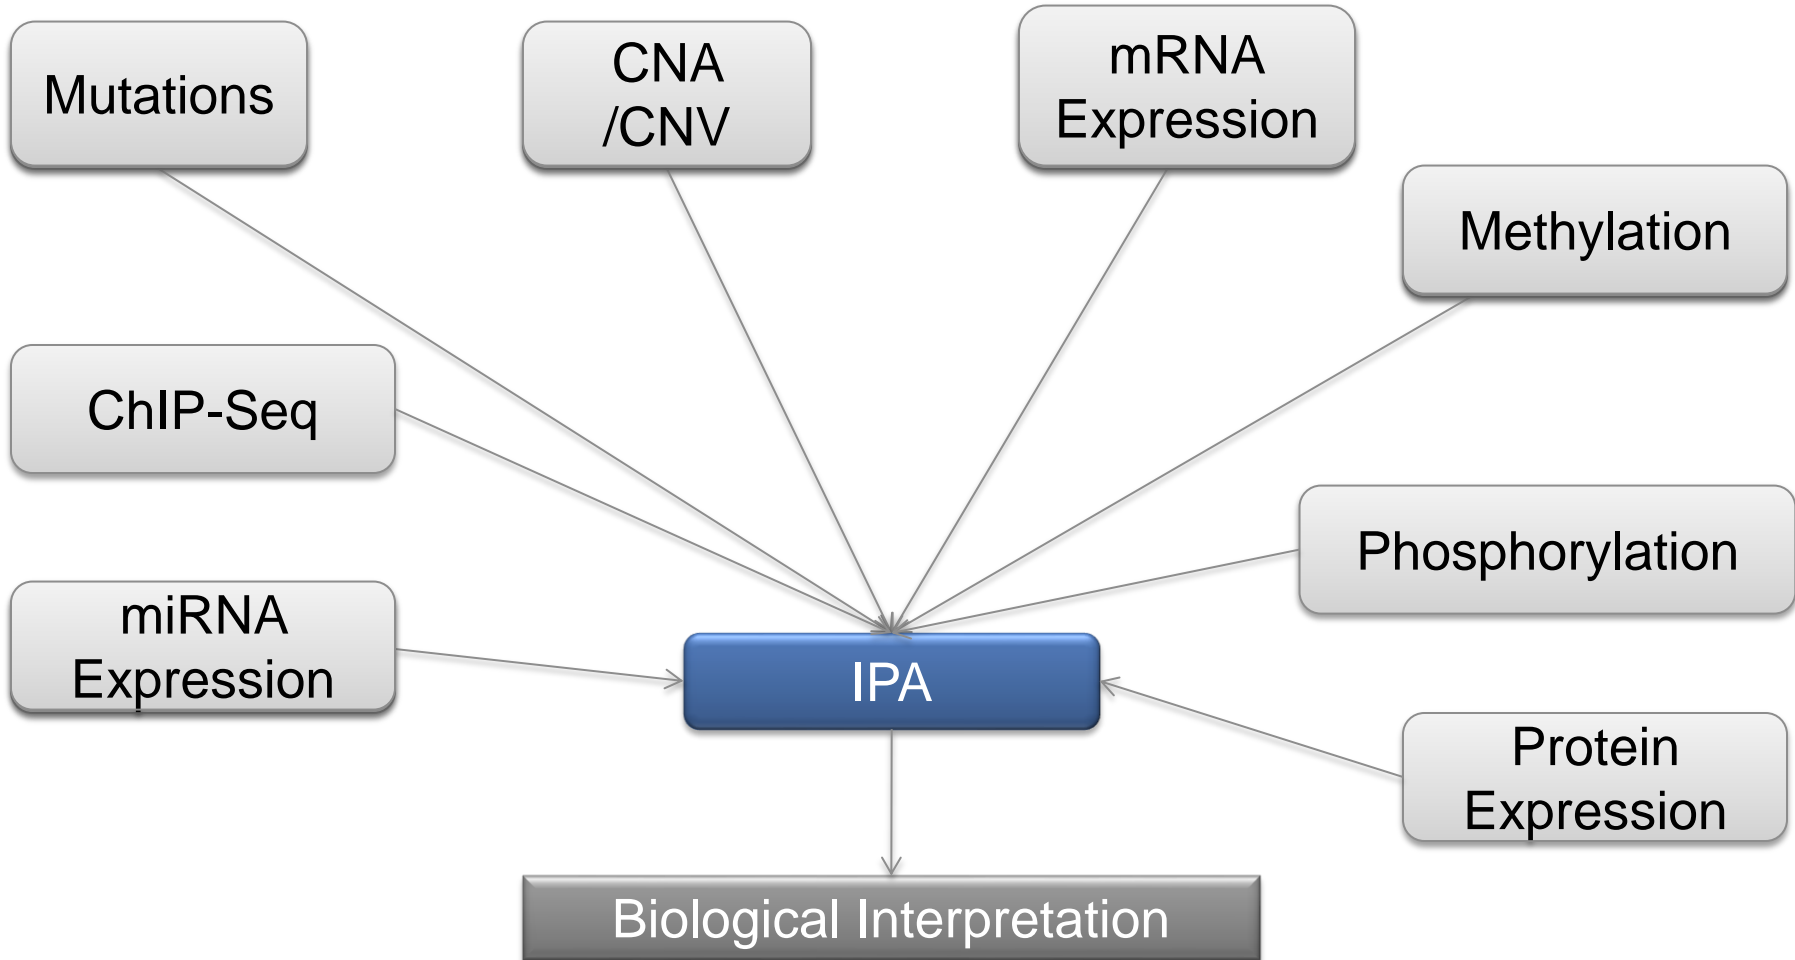 Mutations
CNA
/CNV
mRNA
Expression
Methylation
ChIP-Seq
Phosphorylation
miRNA
Expression
IPA
Protein
Expression
Biological Interpretation